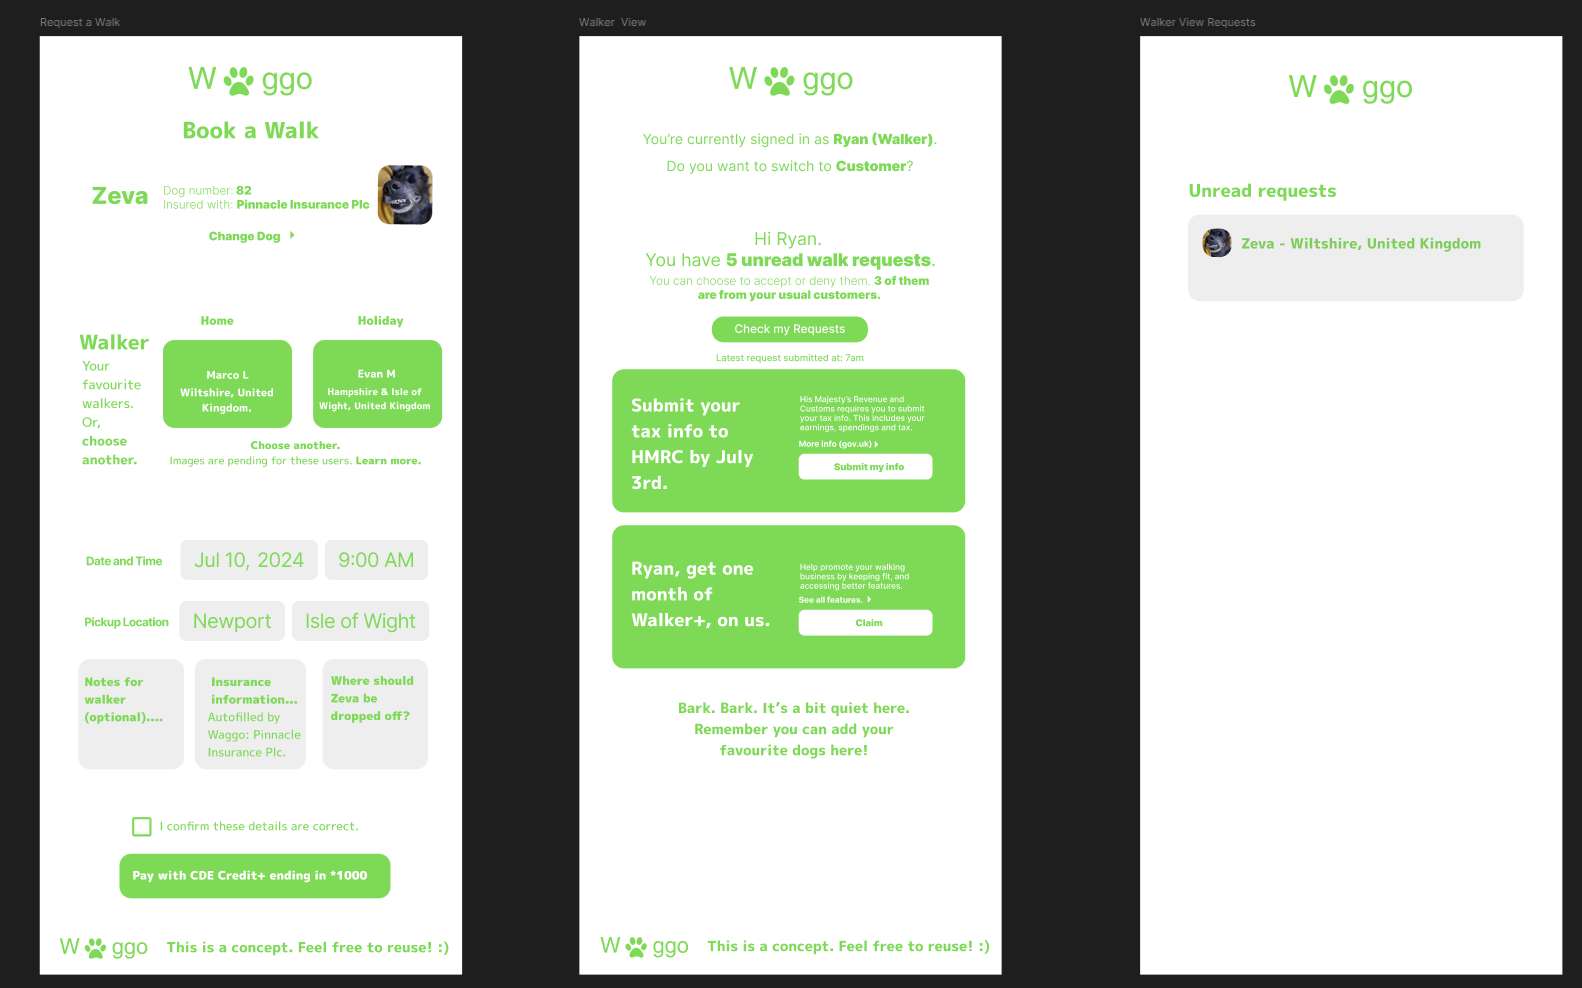 Request a Walk
W ggo
Book a Walk
Zeva
Dog number: 82
Insured with: Pinnacle Insurance Plc
Change Dog
Home
Holiday
Walker
Your
favourite
walkers.
Or,
choose
another.
Marco L
Wiltshire, United
Kingdom.
Evan M
Hampshire & Isle of
Wight, United Kingdom
Choose another.
Images are pending for these users. Learn more.
Date and Time
Jul 10, 2024
9:00 AM
Pickup Location
Newport
Isle of Wight
Notes for
walker
(optional)....
Insurance
information...
Autofilled by
Waggo: Pinnacle
Insurance Plc.
Where should
Zeva be
dropped off?
I confirm these details are correct.
Pay with CDE Credit+ ending in *1000
W ggo
This is a concept. Feel free to reuse! :)
Walker View
W ggo
You're currently signed in as Ryan (Walker).
Do you want to switch to Customer?
Hi Ryan.
You have 5 unread walk requests.
You can choose to accept or deny them. 3 of them
are from your usual customers.
Check my Requests
Latest request submitted at: 7am
Submit your
tax info to
HMRC by July
3rd.
His Majesty's Revenue and
Customs requires you to submit
your tax info. This includes your
earnings, spendings and tax.
More info (gov.uk)
Submit my info
Ryan, get one
month of
Walker+, on us.
Help promote your walking
business by keeping fit, and
accessing better features.
See all features.
Claim
Bark. Bark. It's a bit quiet here.
Remember you can add your
favourite dogs here!
W ggo
This is a concept. Feel free to reuse! :)
Walker View Requests
W ggo
Unread requests
Zeva - Wiltshire, United Kingdom